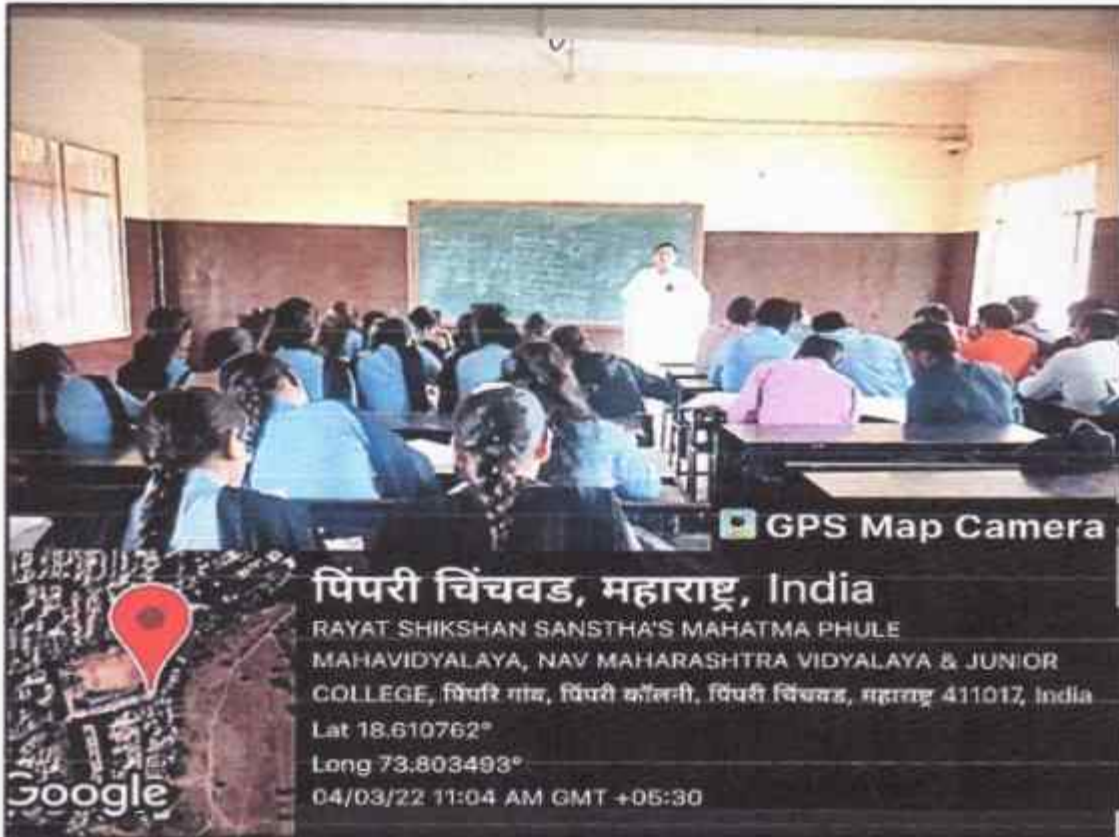 GPS Map Camera
पिंपरी चिंचवड, महाराष्ट्र, India
RAYAT SHIKSHAN SANSTHA'S MAHATMA PHULE
MAHAVIDYALAYA, NAV MAHARASHTRA VIDYALAYA & JUNIOR
COLLEGE, पिंपरि गांव, पिंपरी कॉलनी, पिंपरी चिंचवड, महाराष्ट्र 411017, India
Lat 18.610762°
Long 73.803493°
04/03/22 11:04 AM GMT +05:30
Google